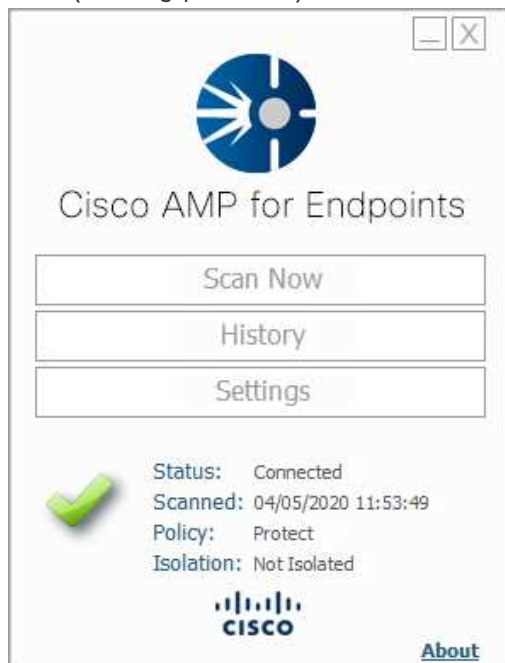 Cisco AMP for Endpoints
Scan Now
History
Settings
Status: Connected
Scanned: 04/05/2020 11:53:49
Policy: Protect
Isolation: Not Isolated
CISCO
About